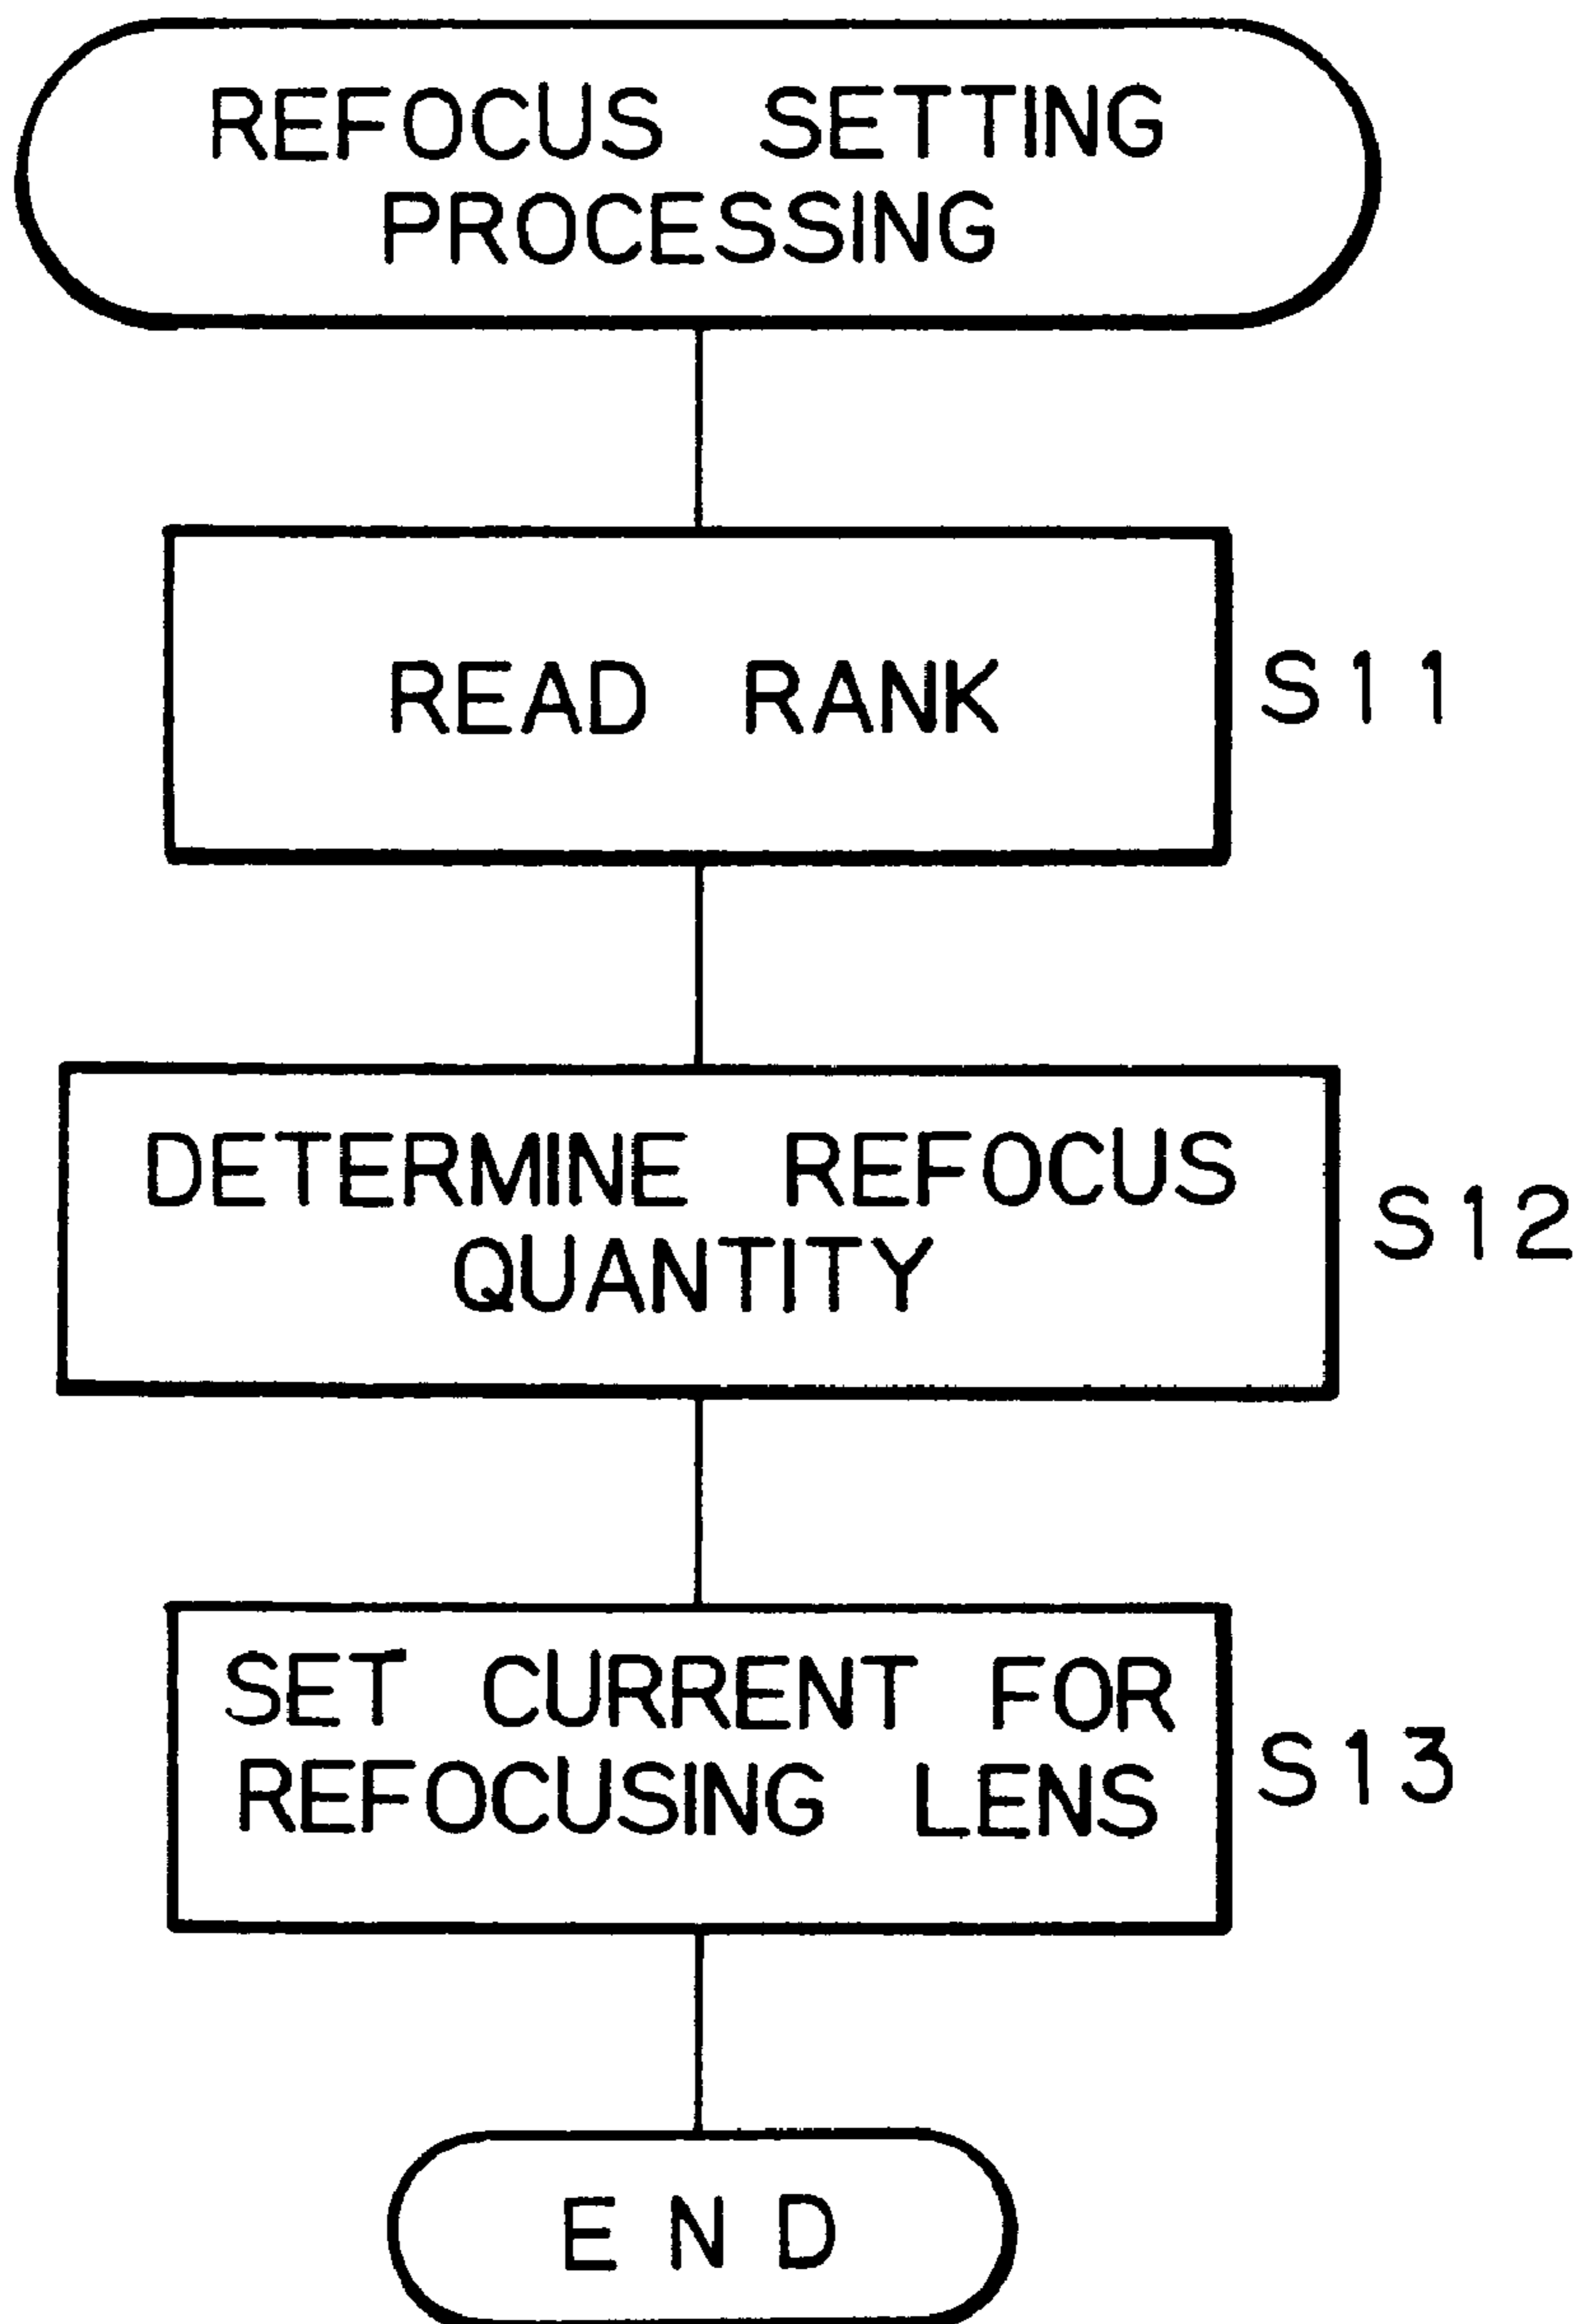 REFOCUS SETTING
PROCESSING
READ RANK
S11
DETERMINE REFOCUS
QUANTITY
S12
SET CURRENT FOR
REFOCUSING LENS
S13
END